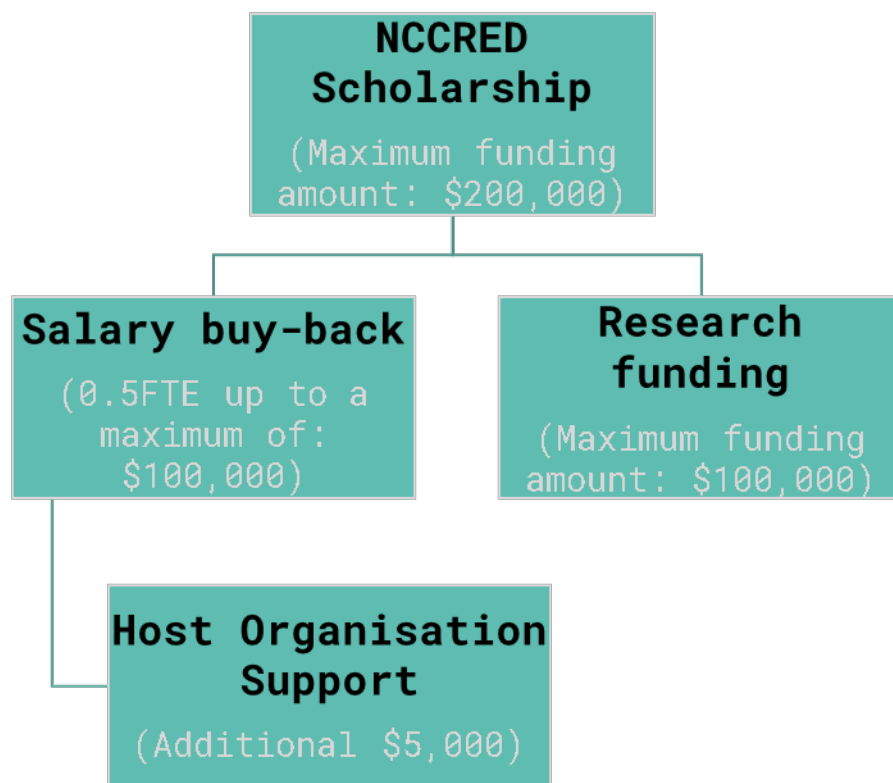 NCCRED
Scholarship
(Maximum funding
amount: $200,000)
Salary buy-back
(0.5FTE up to a
maximum of:
$100,000)
Research
funding
(Maximum funding
amount: $100,000)
Host Organisation
Support
(Additional $5,000)